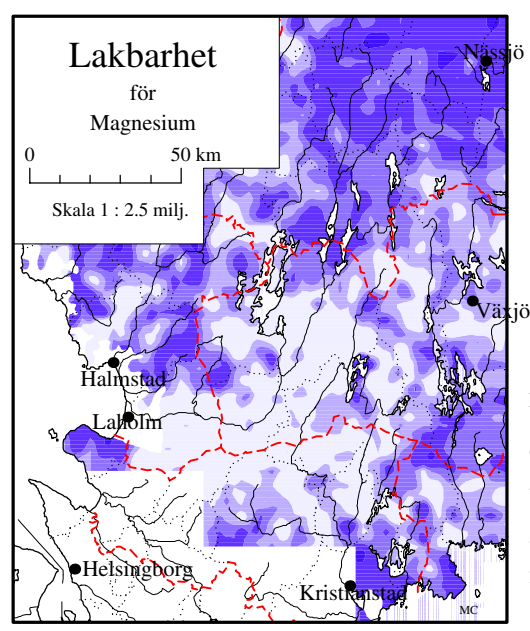 Lakbarhet
för
Magnesium
0 50 km
Skala 1 : 2.5 milj.
Nässjö
Växjö
Halmstad
Laholm
Helsingborg
Kristianstad
MC